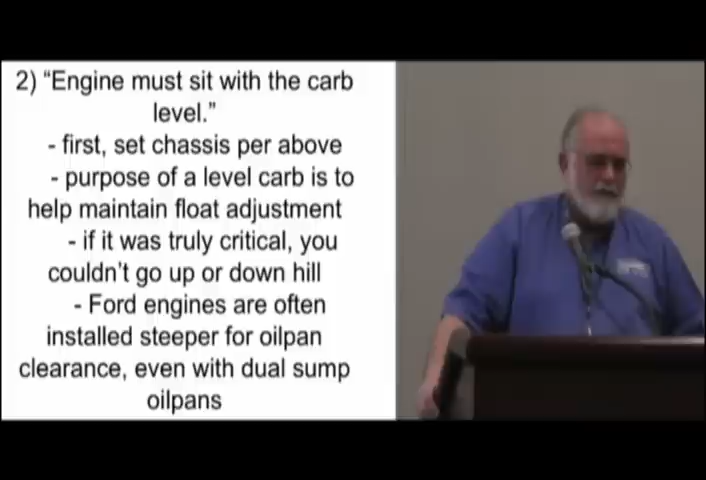 2) “Engine must sit with the carb
level.”
- first, set chassis per above
- purpose of a level carb is to
help maintain float adjustment
- if it was truly critical, you
couldn’t go up or down hill
- Ford engines are often
installed steeper for oilpan
clearance, even with dual sump
oilpans